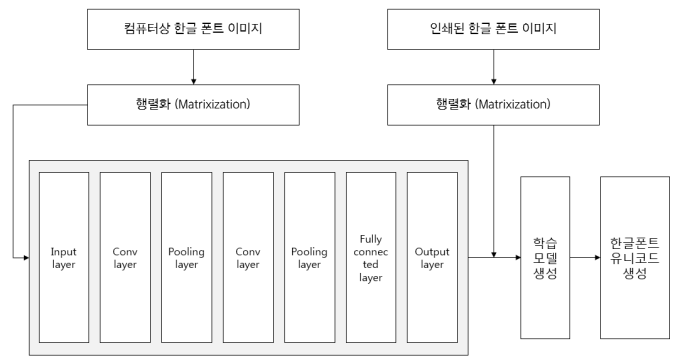 컴퓨터상 한글 폰트 이미지
인쇄된 한글 폰트 이미지
행렬화 (Matrixization)
행렬화 (Matrixization)
Input
layer
Conv
layer
Pooling
layer
Conv
layer
Pooling
layer
Fully
connec
ted
layer
Output
layer
학습
모델
생성
한글폰트
유니코드
생성